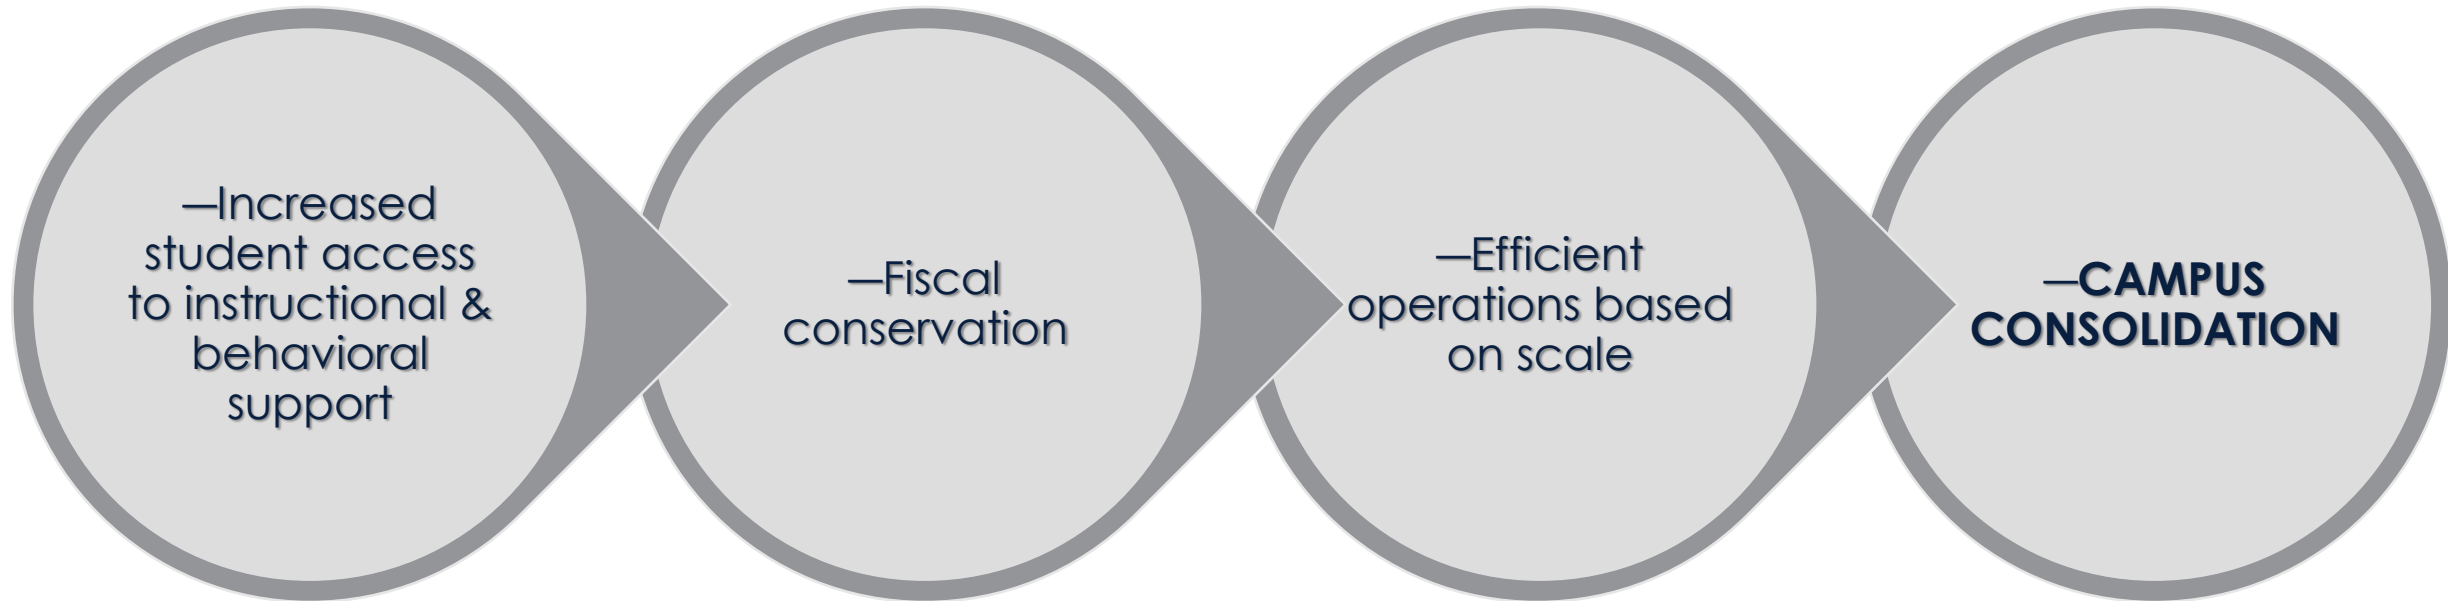 —Increased
student access
to instructional &
behavioral
support
—Fiscal
conservation
—Efficient
operations based
on scale
—CAMPUS
CONSOLIDATION